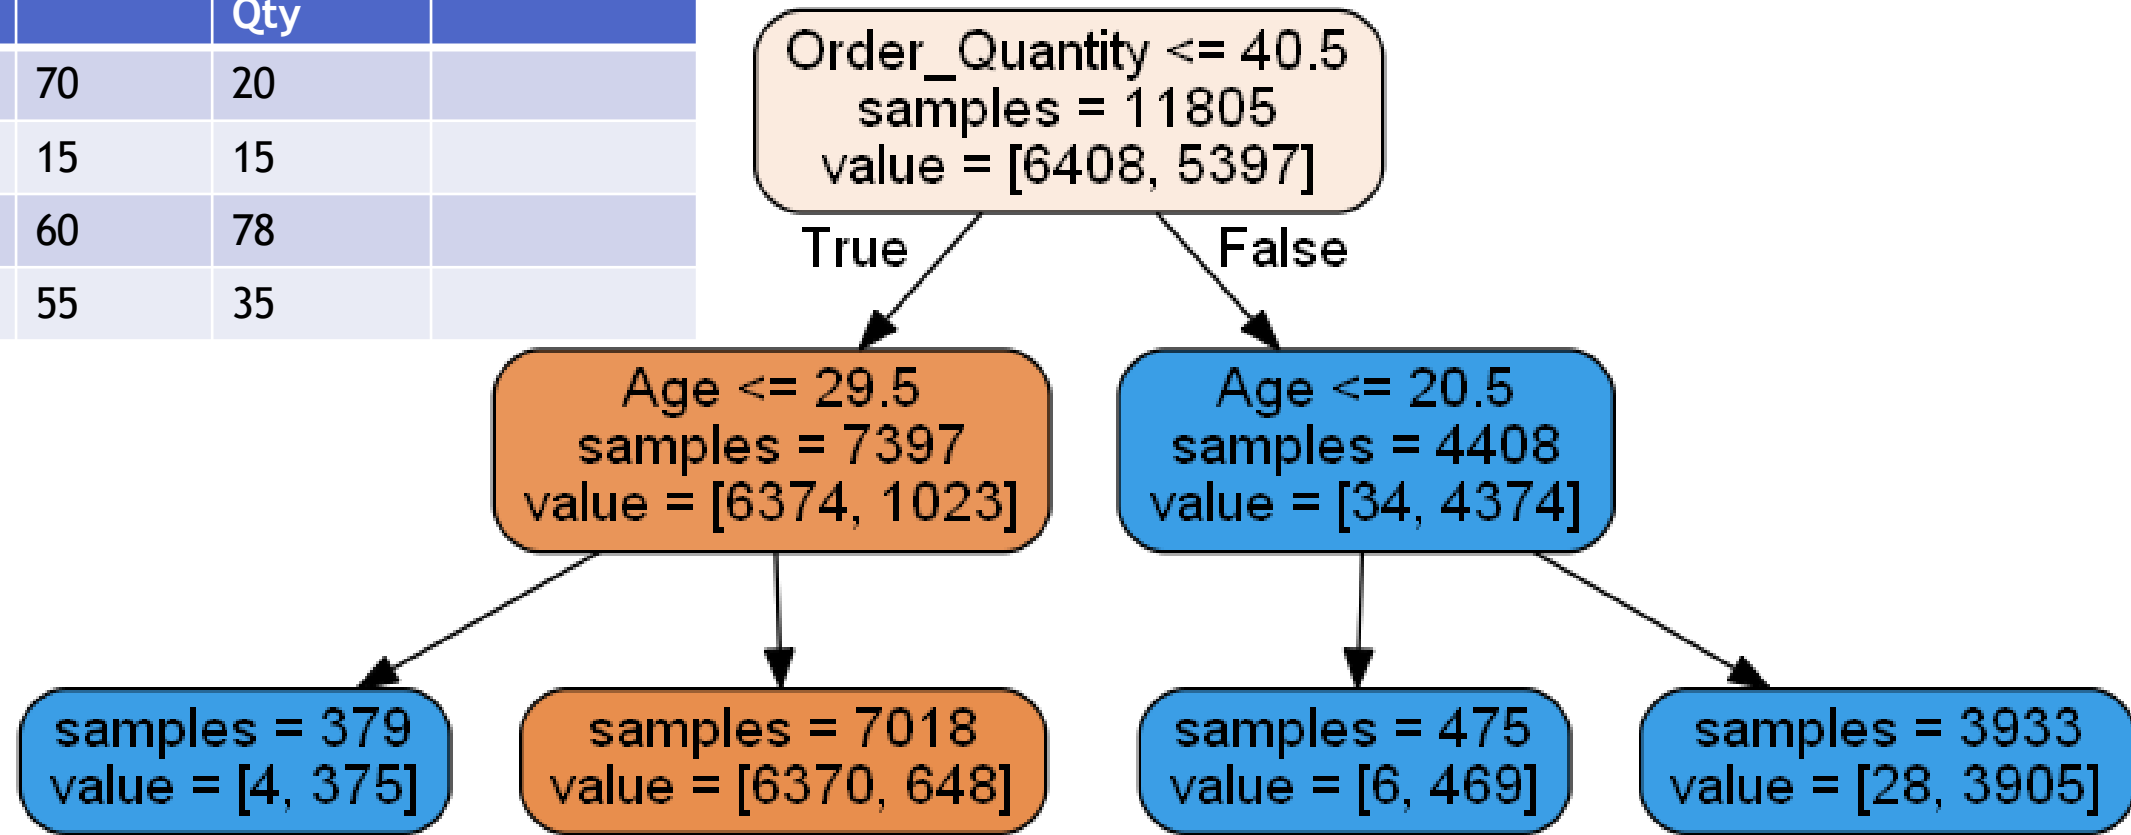 Qty
70 20
15 15
60 78
55 35
Order_Quantity <= 40.5
samples = 11805
value = [6408, 5397]
True
False
Age <= 29.5
samples = 7397
value = [6374, 1023]
Age <= 20.5
samples = 4408
value = [34, 4374]
samples = 379
value = [4, 375]
samples = 7018
value = [6370, 648]
samples = 475
value = [6, 469]
samples = 3933
value = [28, 3905]